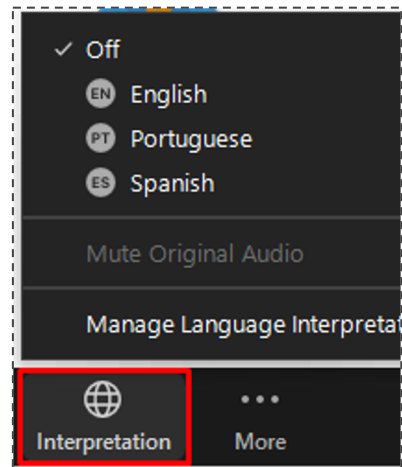 Off
EN English
PT Portuguese
ES Spanish
Mute Original Audio
Manage Language Interpretat
Interpretation
More